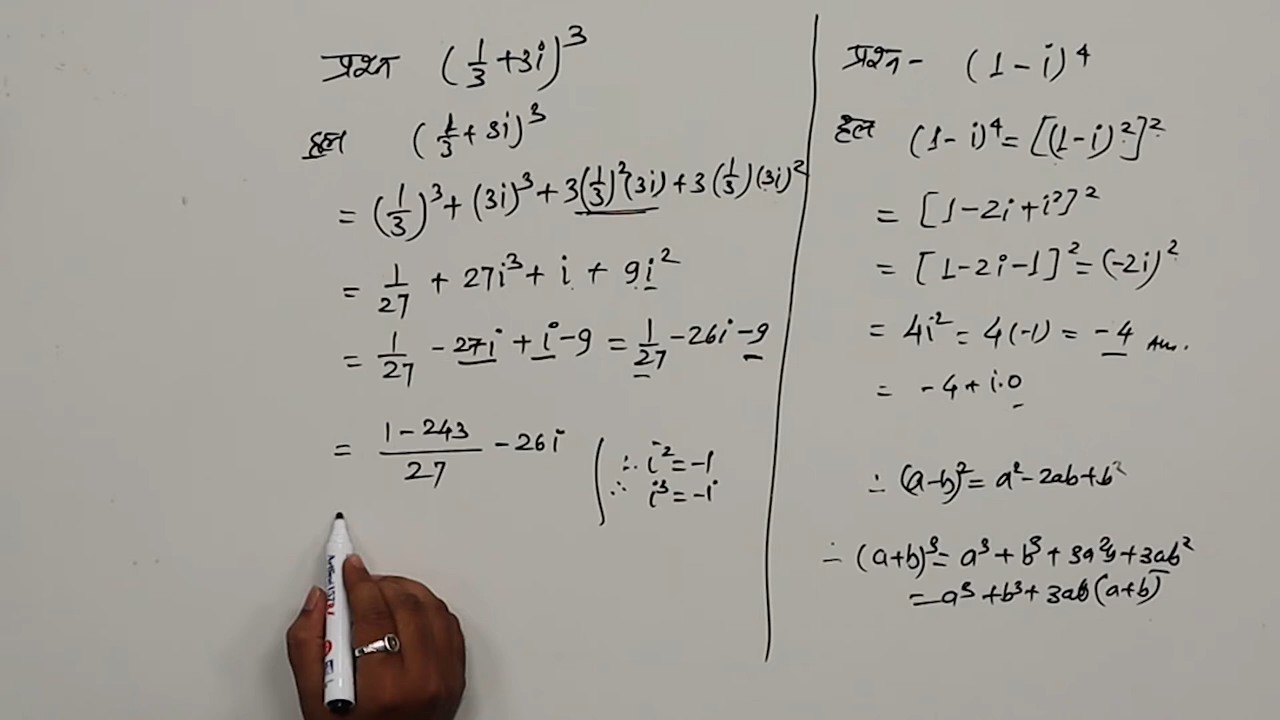 प्रश्न (1/3 + 3i)³
हल (1/3 + 3i)³
= (1/3)³ + (3i)³ + 3(1/3)²(3i) + 3(1/3)(3i)²
= 1/27 + 27i³ + i + 9i²
= 1/27 - 27i + i - 9 = 1/27 - 26i - 9
= (1 - 243)/27 - 26i
∴ i² = -1
∴ i³ = -i
प्रश्न - (1 - i)⁴
हल (1 - i)⁴ = [(1 - i)²]²
= [1 - 2i + i²]²
= [1 - 2i - 1]² = (-2i)²
= 4i² = 4(-1) = -4 Ans.
= -4 + i.0
∴ (a-b)² = a² - 2ab + b²
∴ (a+b)³ = a³ + b³ + 3a²b + 3ab²
= a³ + b³ + 3ab(a+b)